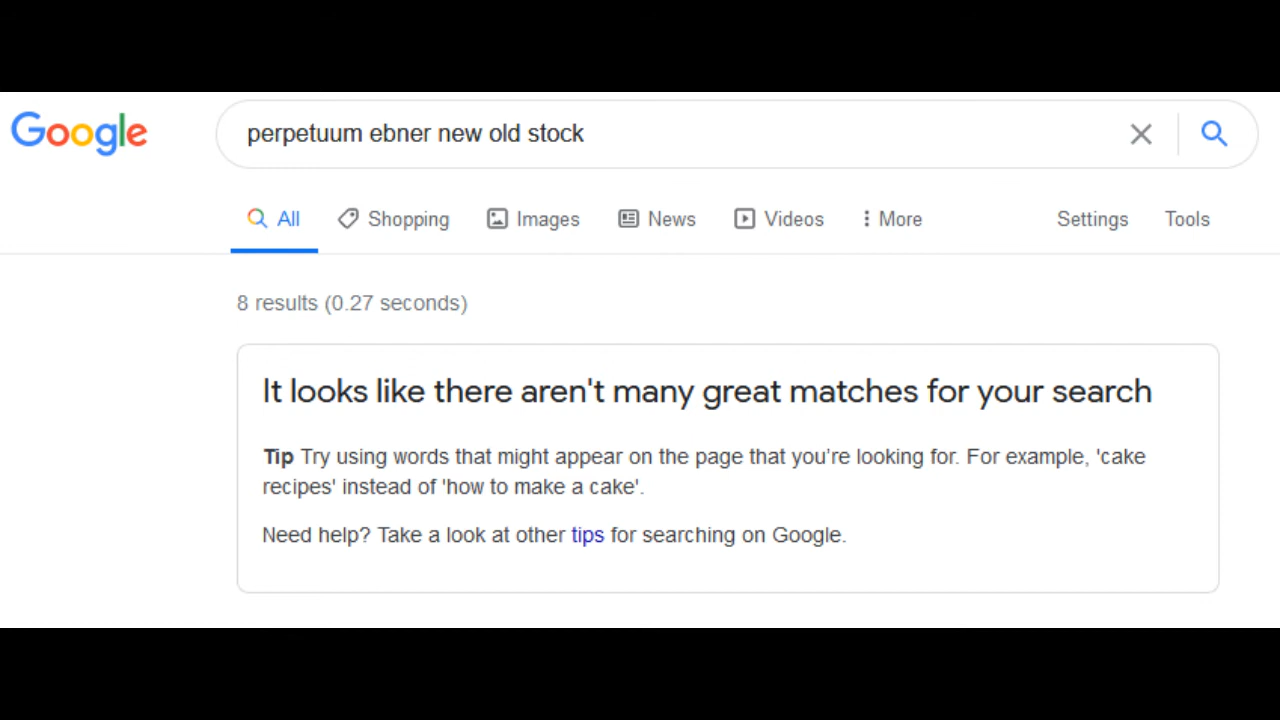 Google perpetuum ebner new old stock
All Shopping Images News Videos More Settings Tools
8 results (0.27 seconds)
It looks like there aren't many great matches for your search
Tip Try using words that might appear on the page that you're looking for. For example, 'cake
recipes' instead of 'how to make a cake'.
Need help? Take a look at other tips for searching on Google.